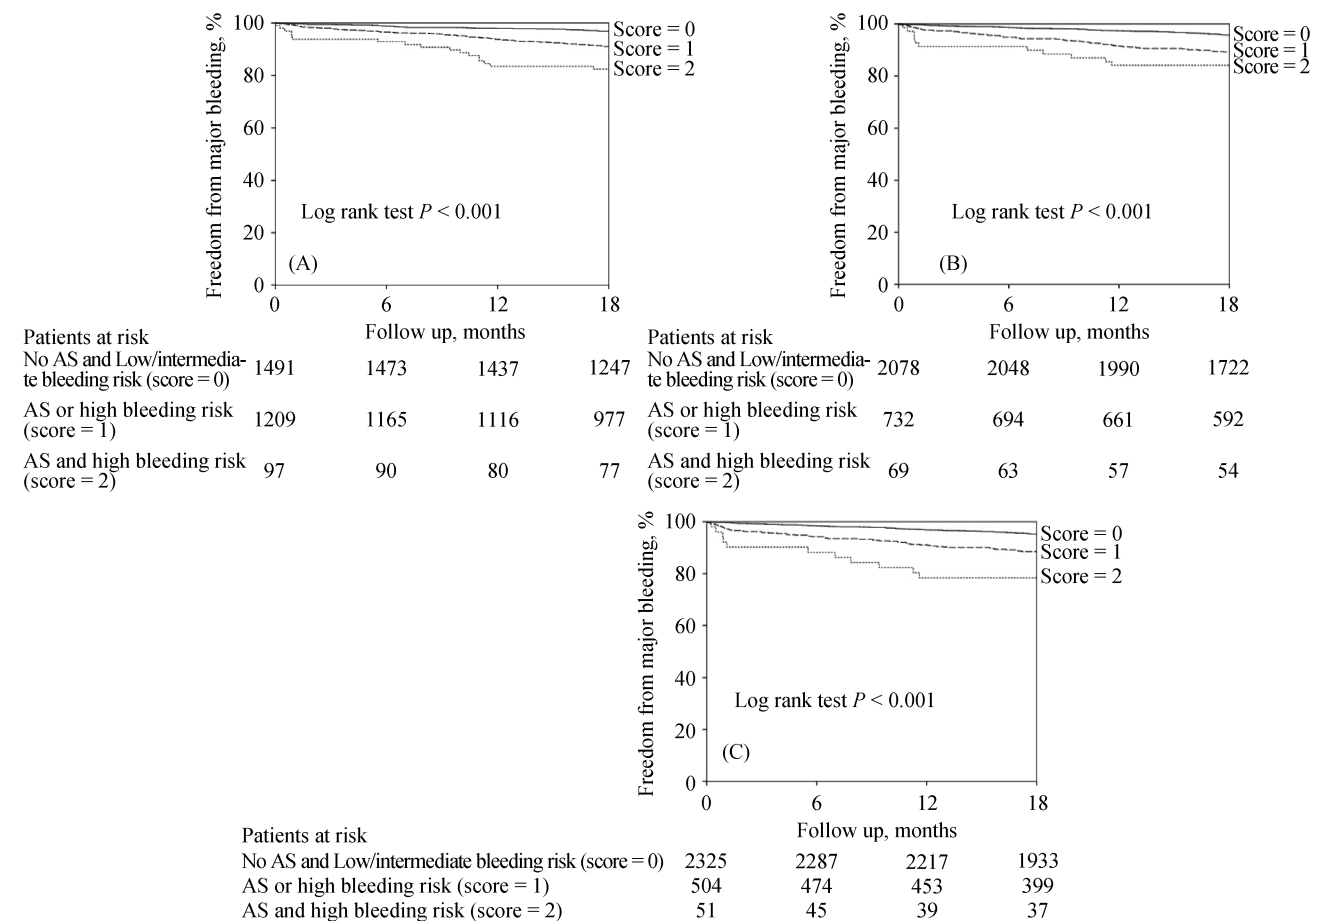 Freedom from major bleeding, %
100
80
60
40
20
0
Score = 0
Score = 1
Score = 2
Log rank test P < 0.001
(A)
0 6 12 18
Follow up, months
Patients at risk
No AS and Low/intermedia-
te bleeding risk (score = 0) 1491 1473 1437 1247
AS or high bleeding risk
(score = 1) 1209 1165 1116 977
AS and high bleeding risk
(score = 2) 97 90 80 77
Freedom from major bleeding, %
100
80
60
40
20
0
Score = 0
Score = 1
Score = 2
Log rank test P < 0.001
(B)
0 6 12 18
Follow up, months
Patients at risk
No AS and Low/intermedia-
te bleeding risk (score = 0) 2078 2048 1990 1722
AS or high bleeding risk
(score = 1) 732 694 661 592
AS and high bleeding risk
(score = 2) 69 63 57 54
Freedom from major bleeding, %
100
80
60
40
20
0
Score = 0
Score = 1
Score = 2
Log rank test P < 0.001
(C)
0 6 12 18
Follow up, months
Patients at risk
No AS and Low/intermediate bleeding risk (score = 0) 2325 2287 2217 1933
AS or high bleeding risk (score = 1) 504 474 453 399
AS and high bleeding risk (score = 2) 51 45 39 37